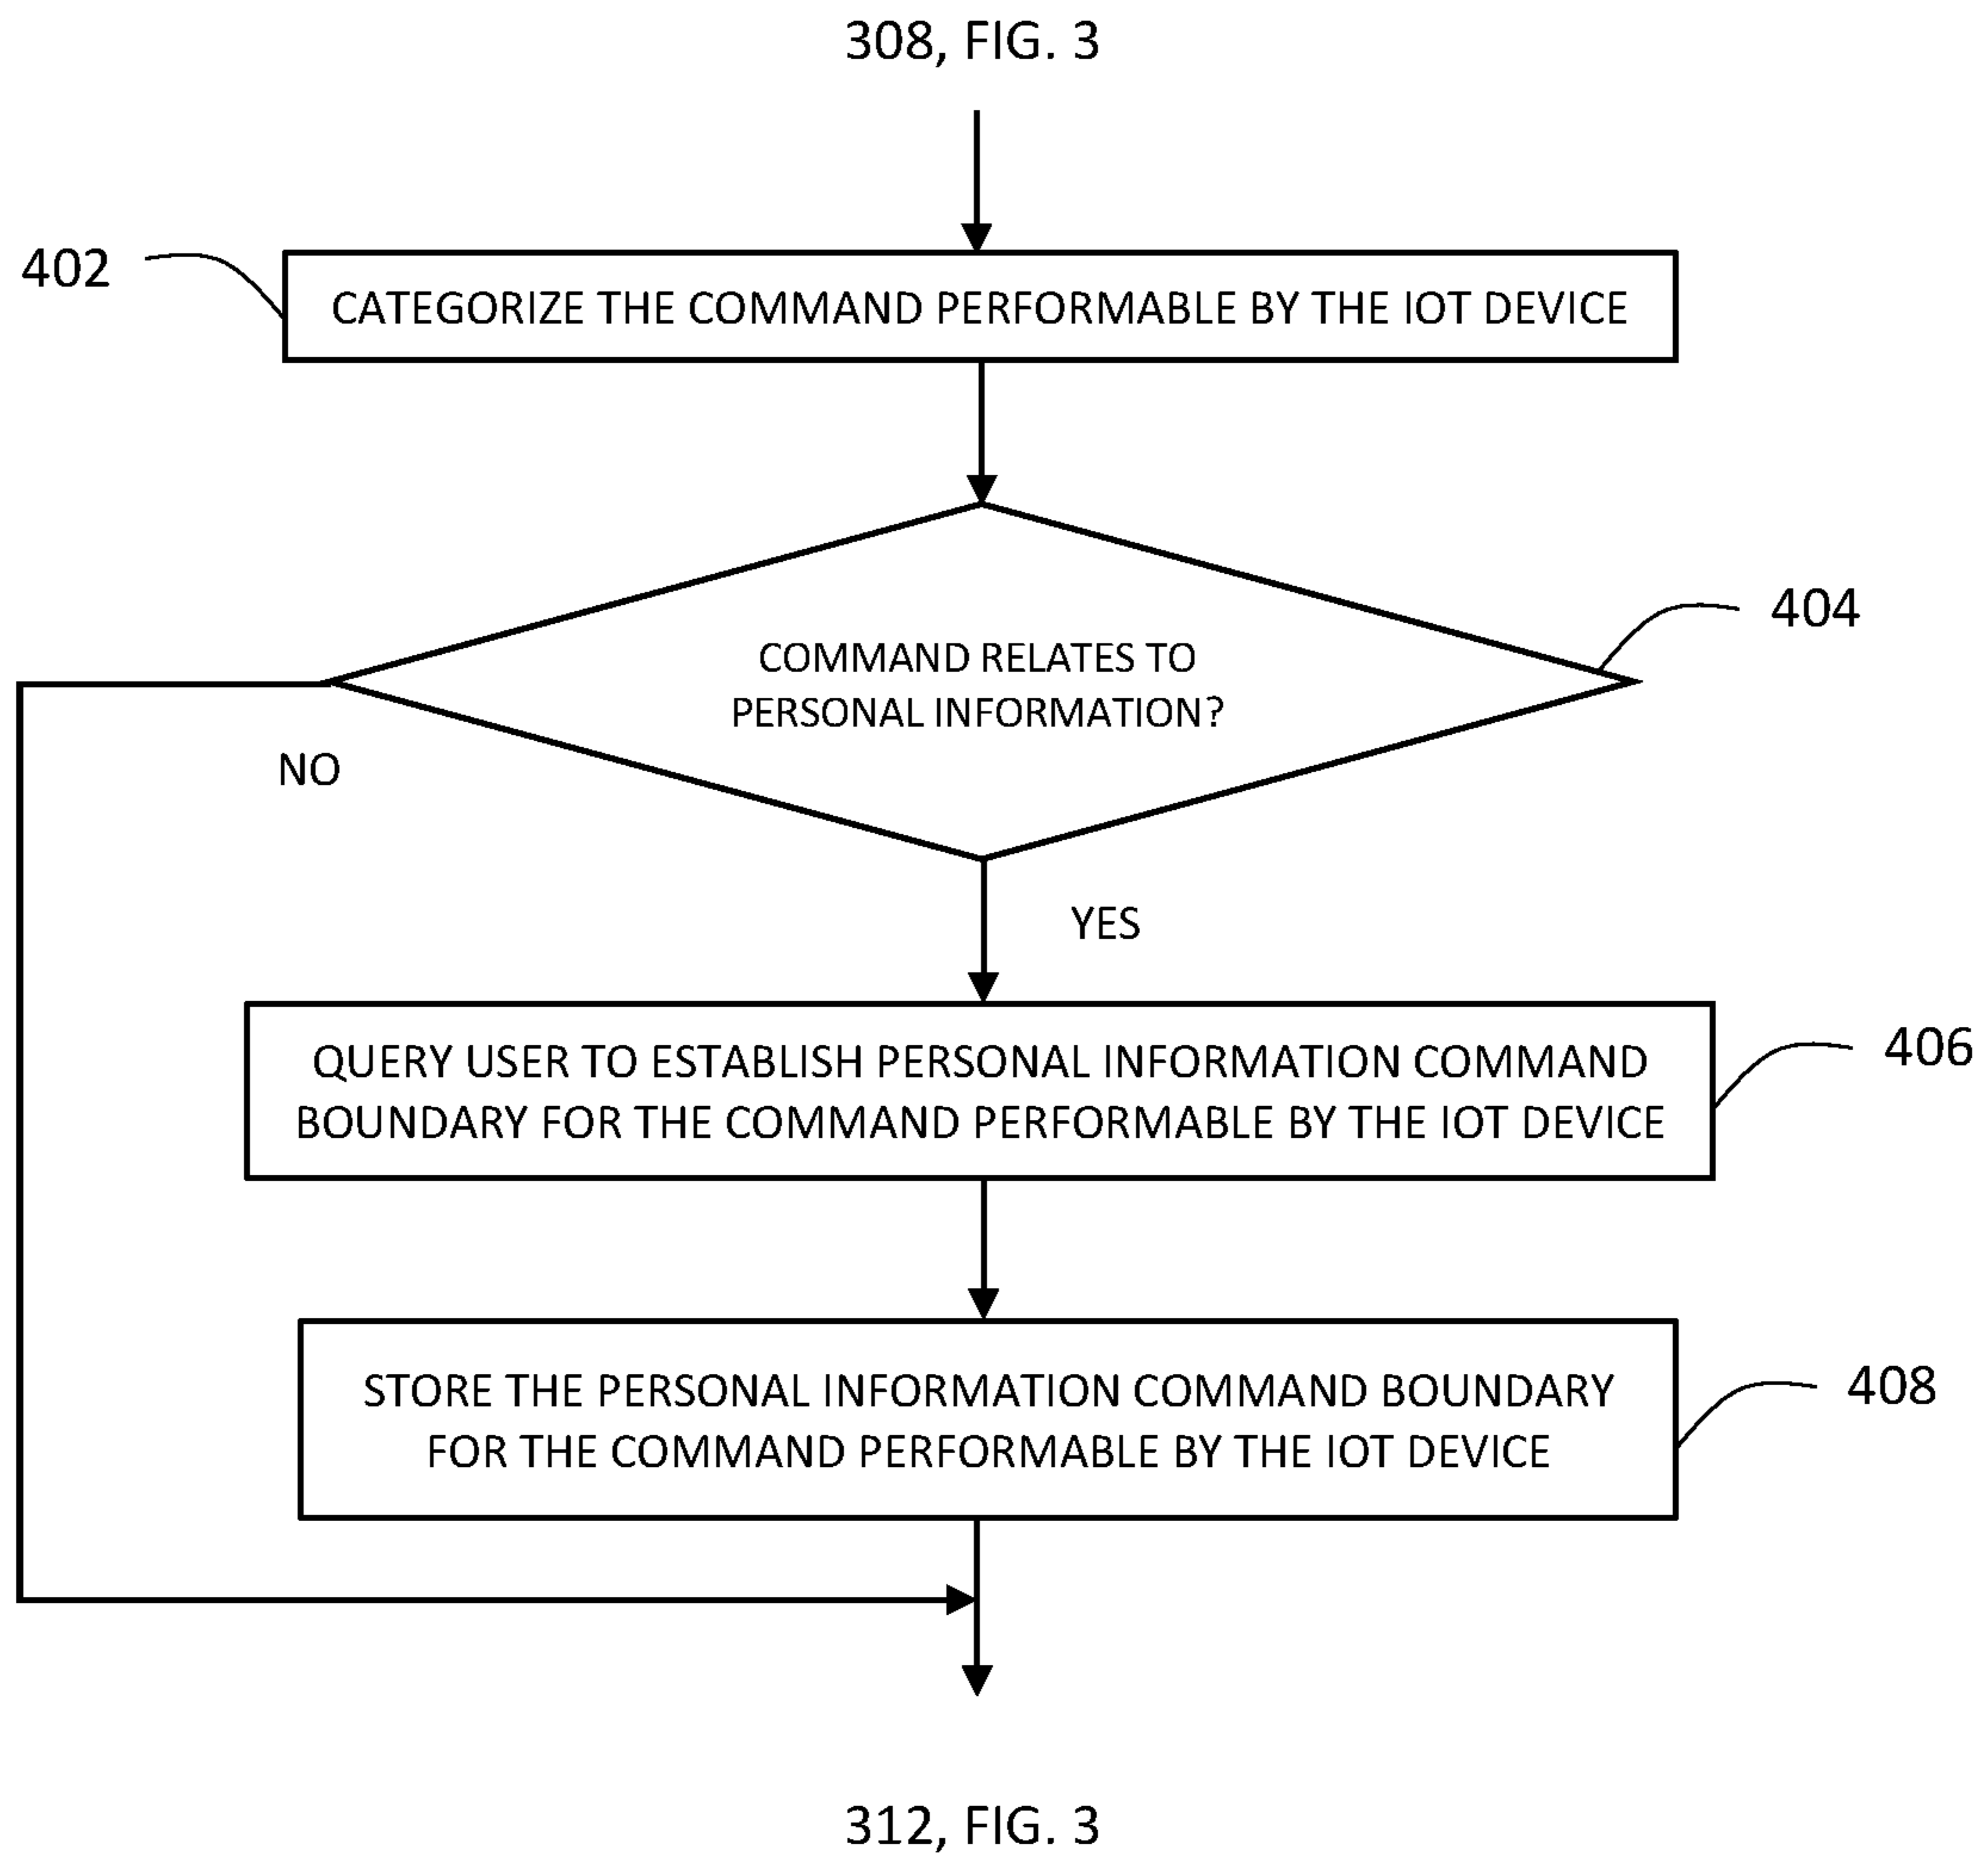 308, FIG. 3
402
CATEGORIZE THE COMMAND PERFORMABLE BY THE IOT DEVICE
404
COMMAND RELATES TO
PERSONAL INFORMATION?
NO
YES
406
QUERY USER TO ESTABLISH PERSONAL INFORMATION COMMAND
BOUNDARY FOR THE COMMAND PERFORMABLE BY THE IOT DEVICE
408
STORE THE PERSONAL INFORMATION COMMAND BOUNDARY
FOR THE COMMAND PERFORMABLE BY THE IOT DEVICE
312, FIG. 3